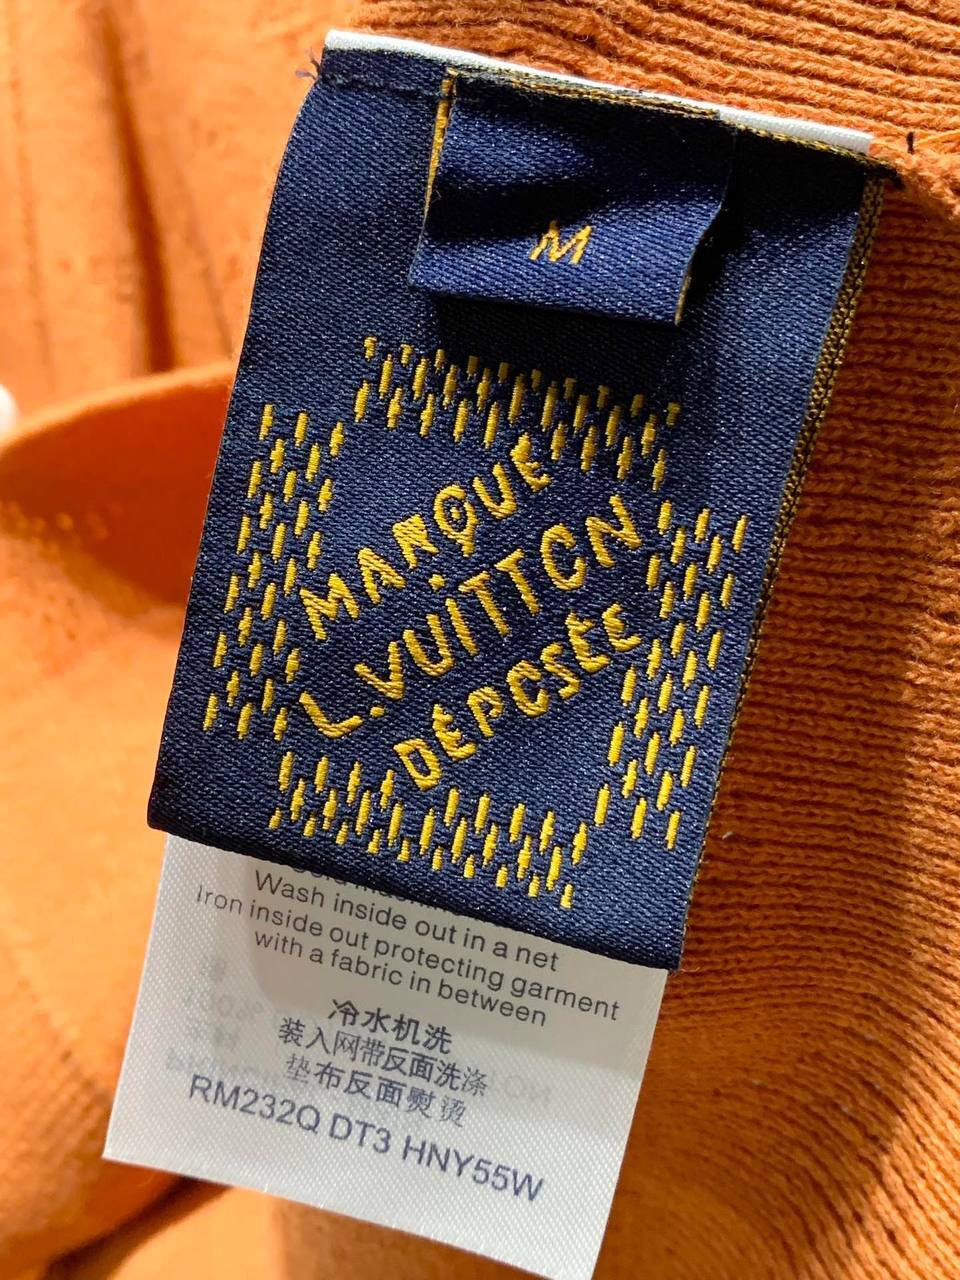 M
MARQUE
L.VUITTON
DÉPOSÉE
Wash inside out in a net
Iron inside out protecting garment
with a fabric in between
冷水机洗
装入网带反面洗涤
垫布反面熨烫
RM232Q DT3 HNY55W